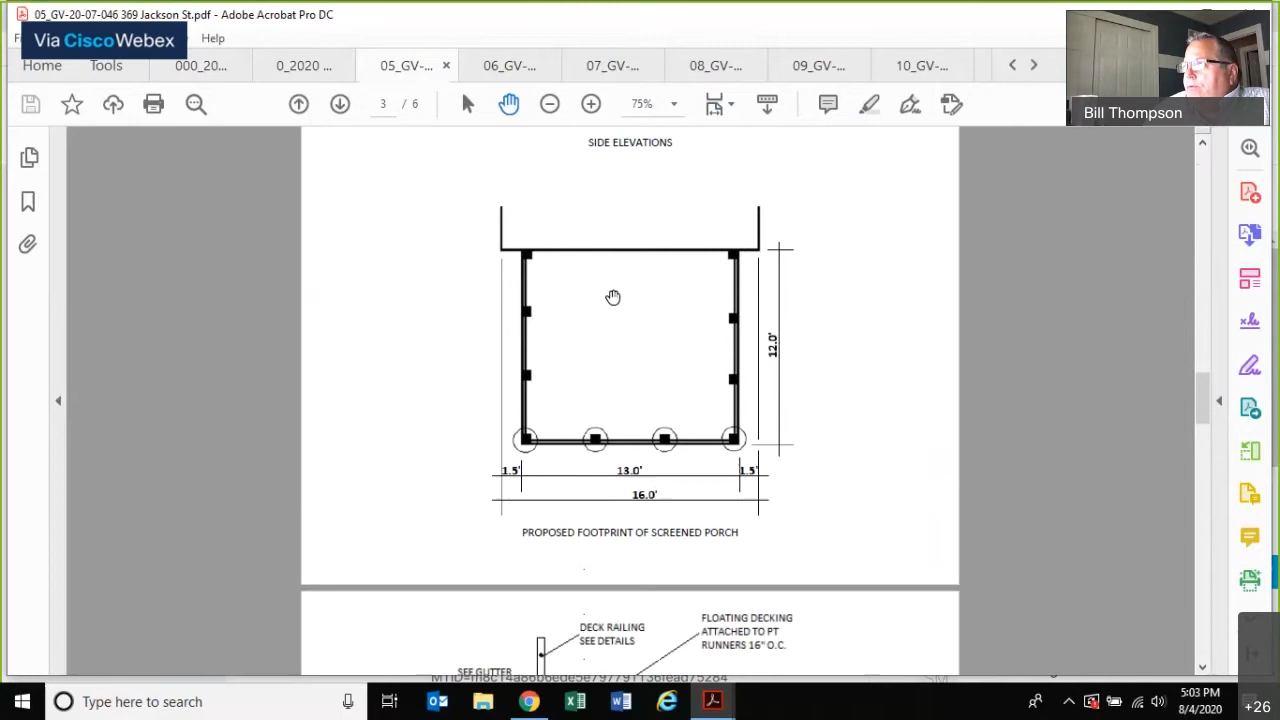 05_GV-20-07-046 369 Jackson St.pdf - Adobe Acrobat Pro DC
Via CiscoWebex
Help
Home Tools 000_20... 0_2020 ... 05_GV-... × 06_GV-... 07_GV-... 08_GV-... 09_GV-... 10_GV-...
3 / 6 75%
Bill Thompson
SIDE ELEVATIONS
12.0'
1.5' 13.0' 1.5'
16.0'
PROPOSED FOOTPRINT OF SCREENED PORCH
DECK RAILING
SEE DETAILS
FLOATING DECKING
ATTACHED TO PT
RUNNERS 16" O.C.
SEE GUTTER
Type here to search
5:03 PM
8/4/2020
+26